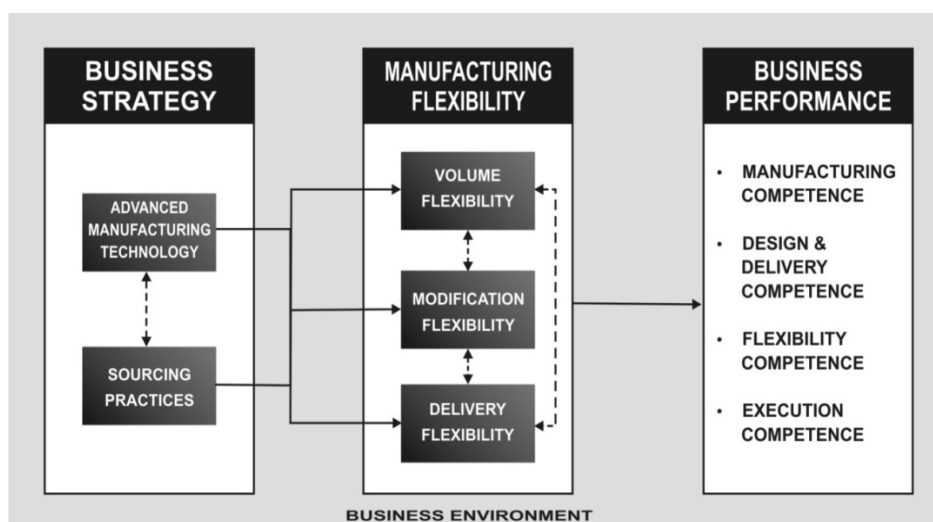 BUSINESS
STRATEGY
ADVANCED
MANUFACTURING
TECHNOLOGY
SOURCING
PRACTICES
MANUFACTURING
FLEXIBILITY
VOLUME
FLEXIBILITY
MODIFICATION
FLEXIBILITY
DELIVERY
FLEXIBILITY
BUSINESS
PERFORMANCE
• MANUFACTURING
COMPETENCE
• DESIGN &
DELIVERY
COMPETENCE
• FLEXIBILITY
COMPETENCE
• EXECUTION
COMPETENCE
BUSINESS ENVIRONMENT